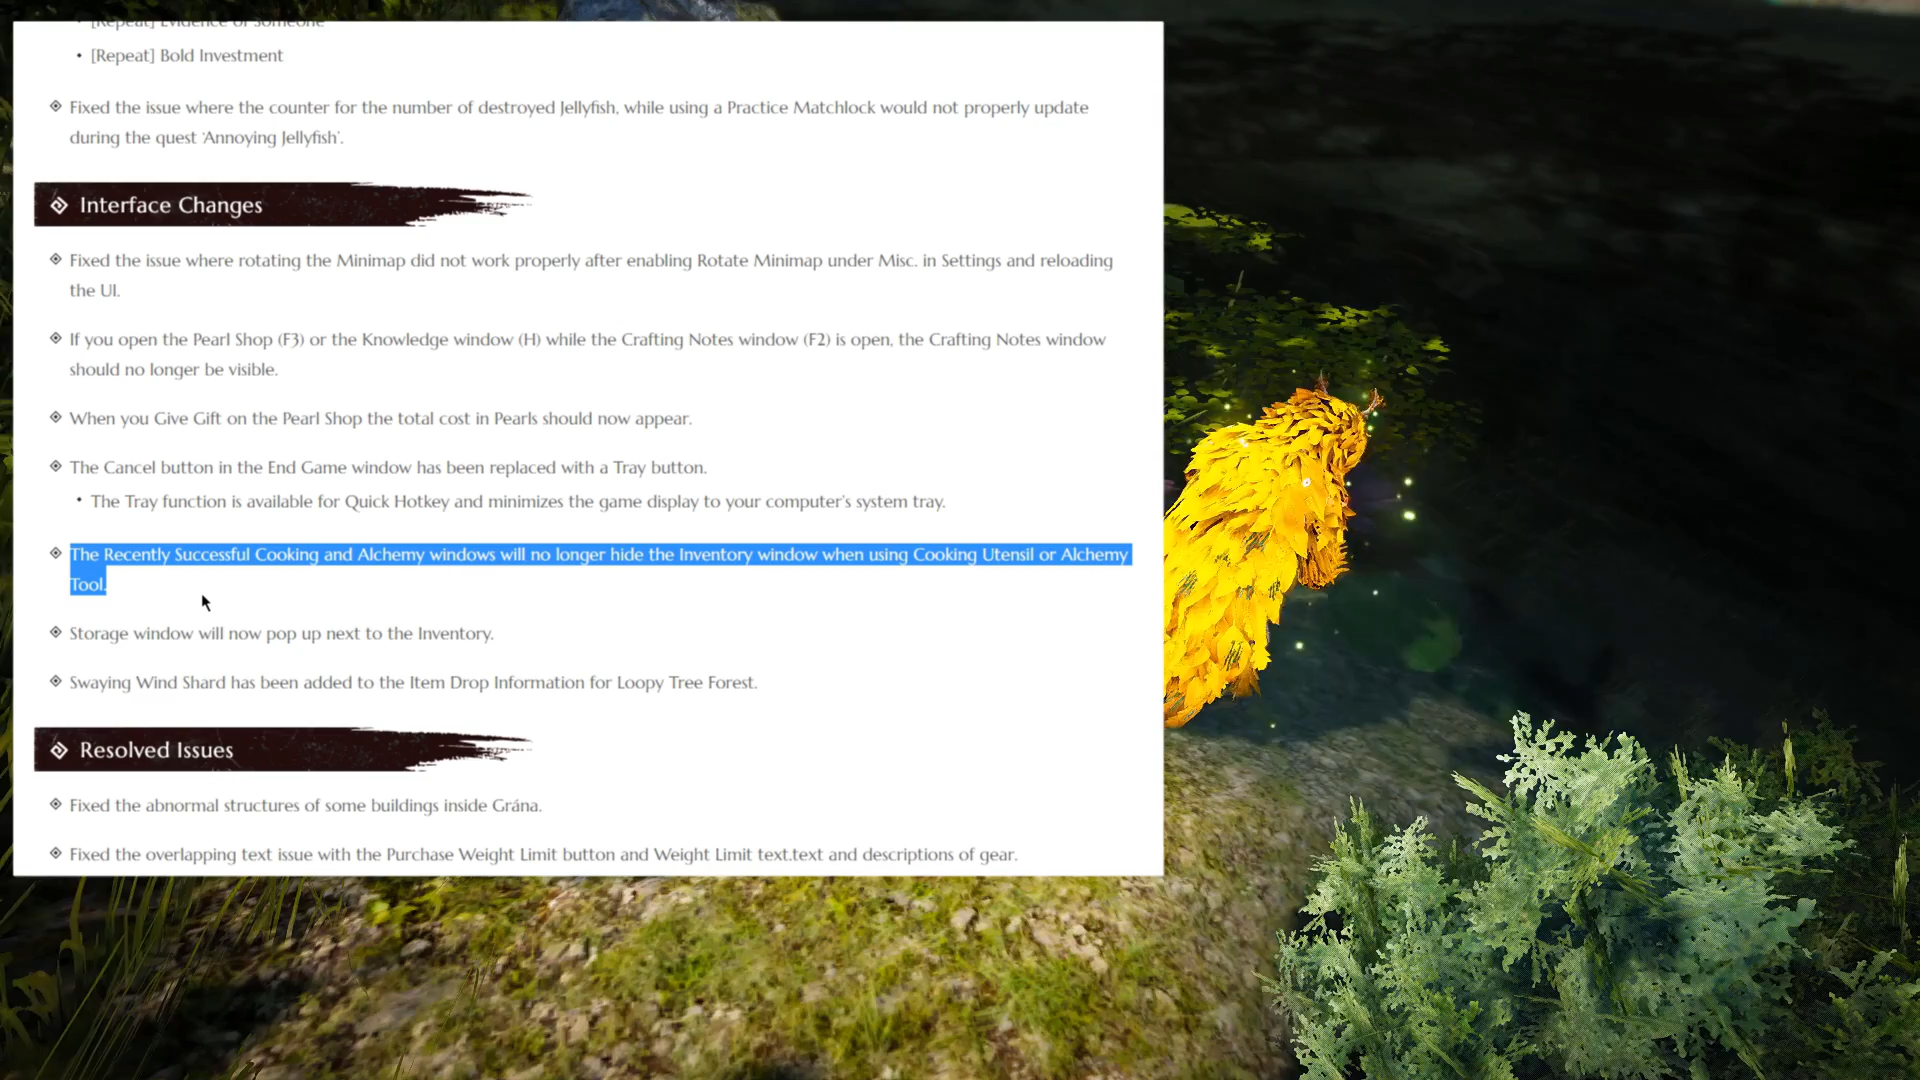 [Repeat] Evidence of Someone
• [Repeat] Bold Investment
Fixed the issue where the counter for the number of destroyed Jellyfish, while using a Practice Matchlock would not properly update
during the quest ‘Annoying Jellyfish’.
Interface Changes
Fixed the issue where rotating the Minimap did not work properly after enabling Rotate Minimap under Misc. in Settings and reloading
the UI.
If you open the Pearl Shop (F3) or the Knowledge window (H) while the Crafting Notes window (F2) is open, the Crafting Notes window
should no longer be visible.
When you Give Gift on the Pearl Shop the total cost in Pearls should now appear.
The Cancel button in the End Game window has been replaced with a Tray button.
• The Tray function is available for Quick Hotkey and minimizes the game display to your computer’s system tray.
The Recently Successful Cooking and Alchemy windows will no longer hide the Inventory window when using Cooking Utensil or Alchemy
Tool.
Storage window will now pop up next to the Inventory.
Swaying Wind Shard has been added to the Item Drop Information for Loopy Tree Forest.
Resolved Issues
Fixed the abnormal structures of some buildings inside Grána.
Fixed the overlapping text issue with the Purchase Weight Limit button and Weight Limit text.text and descriptions of gear.